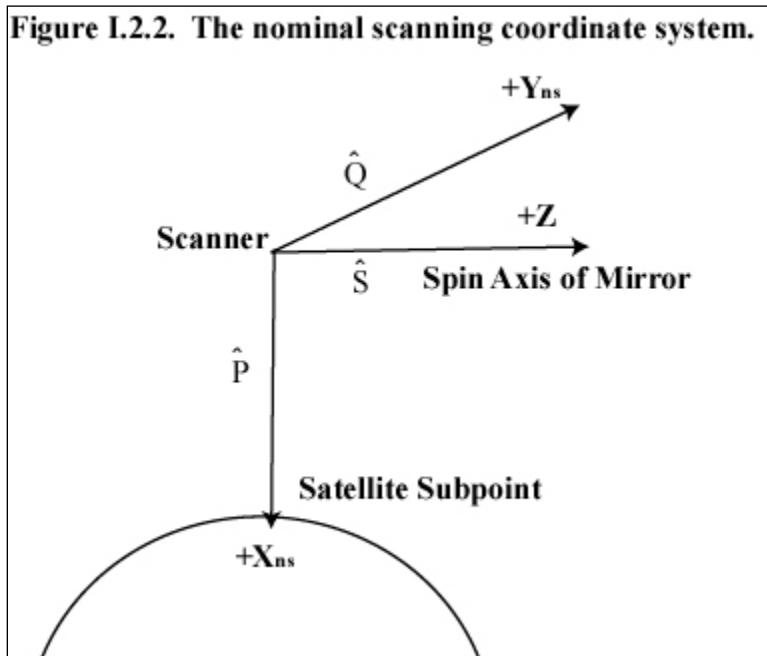 Figure I.2.2. The nominal scanning coordinate system.
+Yns
Q̂
+Z
Scanner
Ŝ
Spin Axis of Mirror
P̂
Satellite Subpoint
+Xns